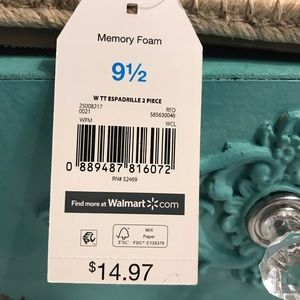 Memory Foam
9½
W TT ESPADRILLE 2 PIECE
25008217 RTD
0021 585630046
WPM WCL
0 889487 816072
RN# 52469
Find more at Walmart.com
MIX
Paper
FSC FSC® C125379
$14.97